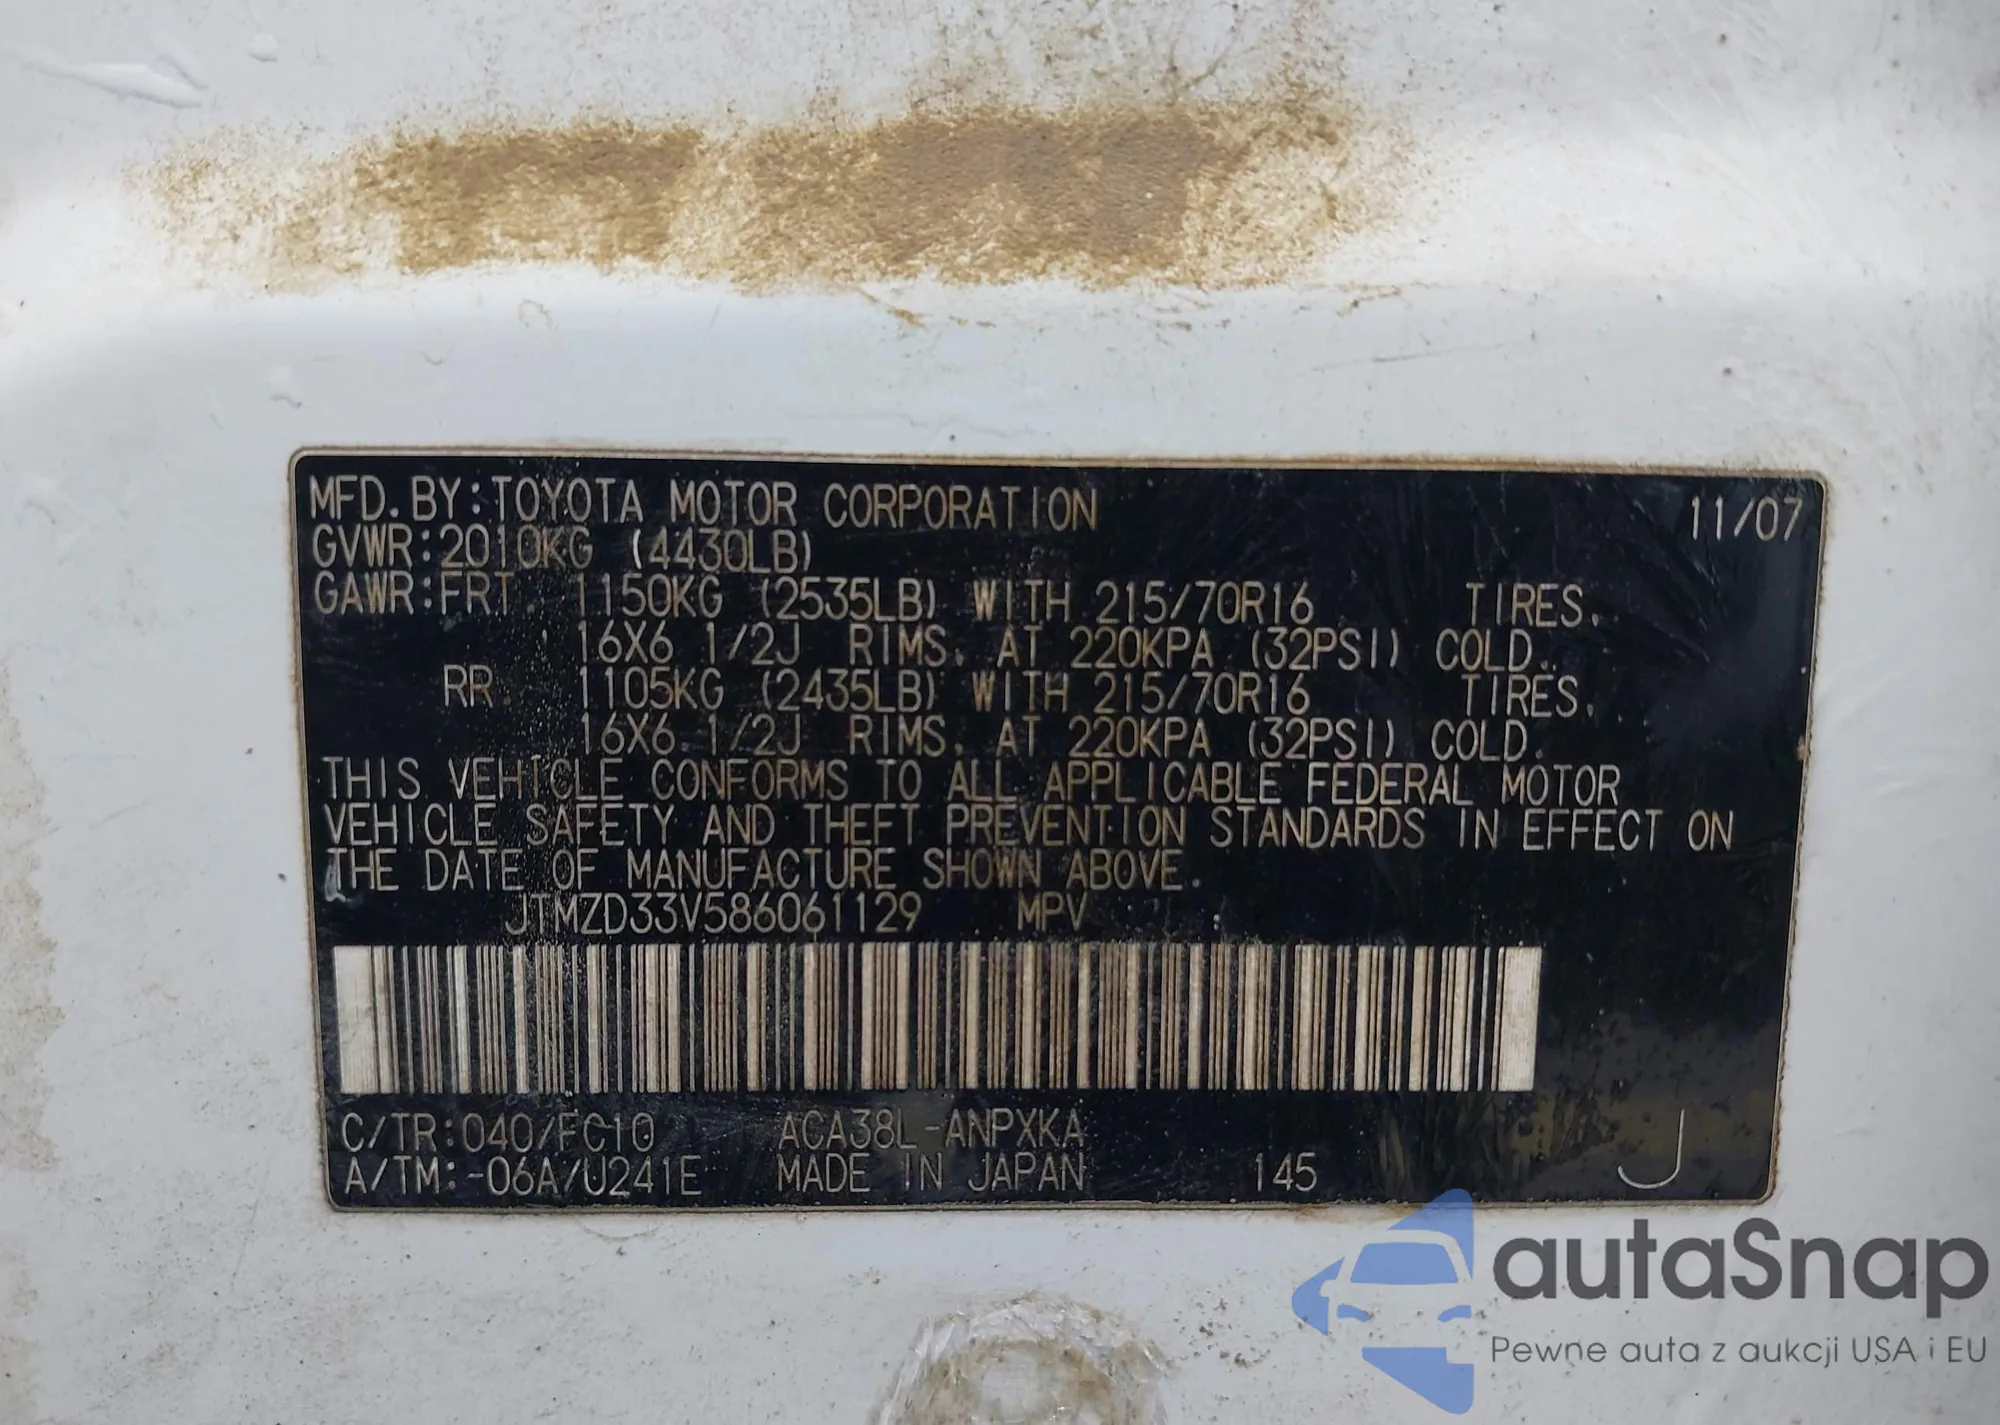 MFD. BY: TOYOTA MOTOR CORPORATION 11/07
GVWR: 2010KG (4430LB)
GAWR: FRT. 1150KG (2535LB) WITH 215/70R16 TIRES,
16X6 1/2J RIMS, AT 220KPA (32PSI) COLD.
RR. 1105KG (2435LB) WITH 215/70R16 TIRES,
16X6 1/2J RIMS, AT 220KPA (32PSI) COLD.
THIS VEHICLE CONFORMS TO ALL APPLICABLE FEDERAL MOTOR
VEHICLE SAFETY AND THEFT PREVENTION STANDARDS IN EFFECT ON
THE DATE OF MANUFACTURE SHOWN ABOVE.
JTMZD33V586061129 MPV
C/TR: 040/FC10 ACA38L-ANPXKA
A/TM: -06A/U241E MADE IN JAPAN 145 J
autaSnap
Pewne auta z aukcji USA i EU